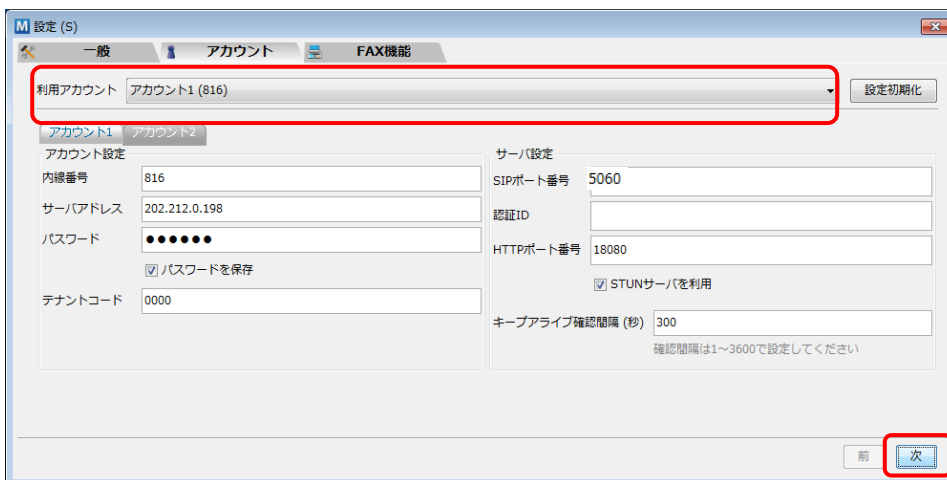 M 設定 (S)
一般 アカウント FAX機能
利用アカウント アカウント1 (816) 設定初期化
アカウント1 アカウント2
アカウント設定
内線番号 816
サーバアドレス 202.212.0.198
パスワード ●●●●●●
パスワードを保存
テナントコード 0000
サーバ設定
SIPポート番号 5060
認証ID
HTTPポート番号 18080
STUNサーバを利用
キープアライブ確認間隔 (秒) 300
確認間隔は1～3600で設定してください
前 次